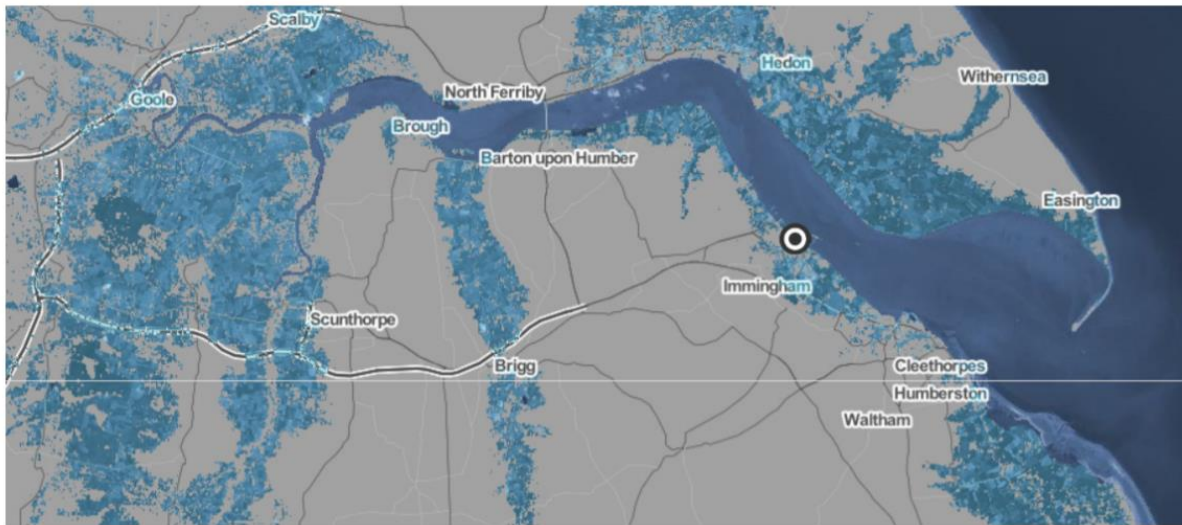 Scalby
Goole
North Ferriby
Hedon
Withernsea
Brough
Barton upon Humber
Easington
Immingham
Scunthorpe
Brigg
Cleethorpes
Humberston
Waltham